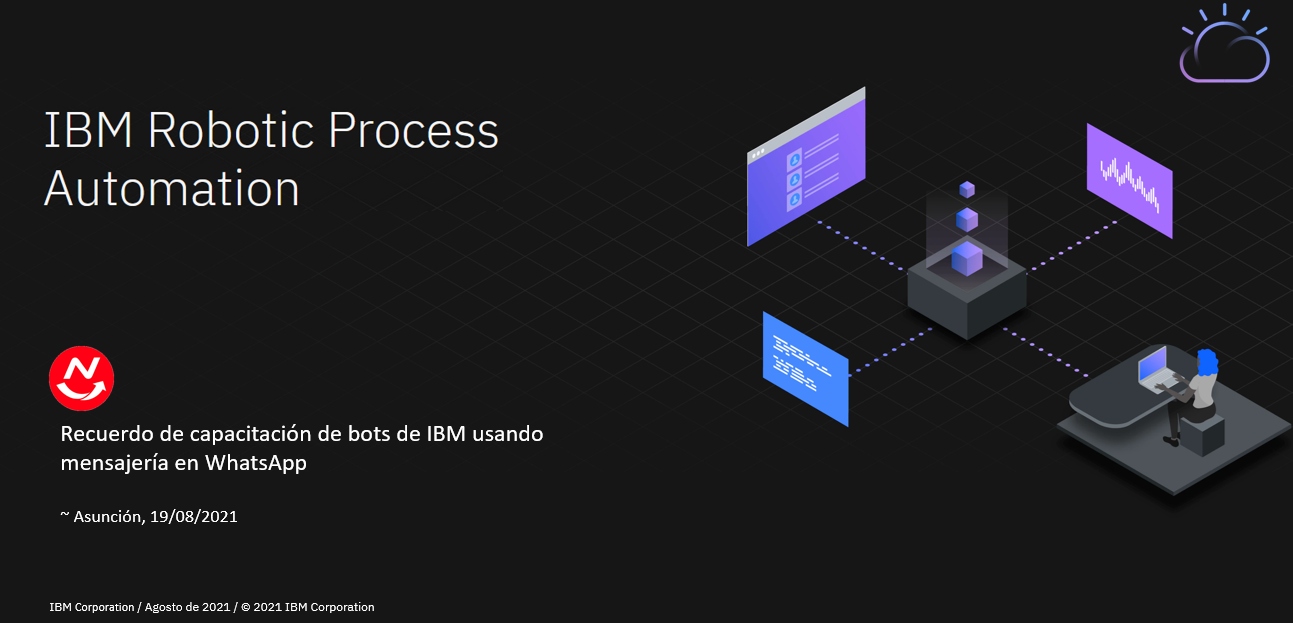 IBM Robotic Process
Automation
Recuerdo de capacitación de bots de IBM usando
mensajería en WhatsApp
~ Asunción, 19/08/2021
IBM Corporation / Agosto de 2021 / © 2021 IBM Corporation